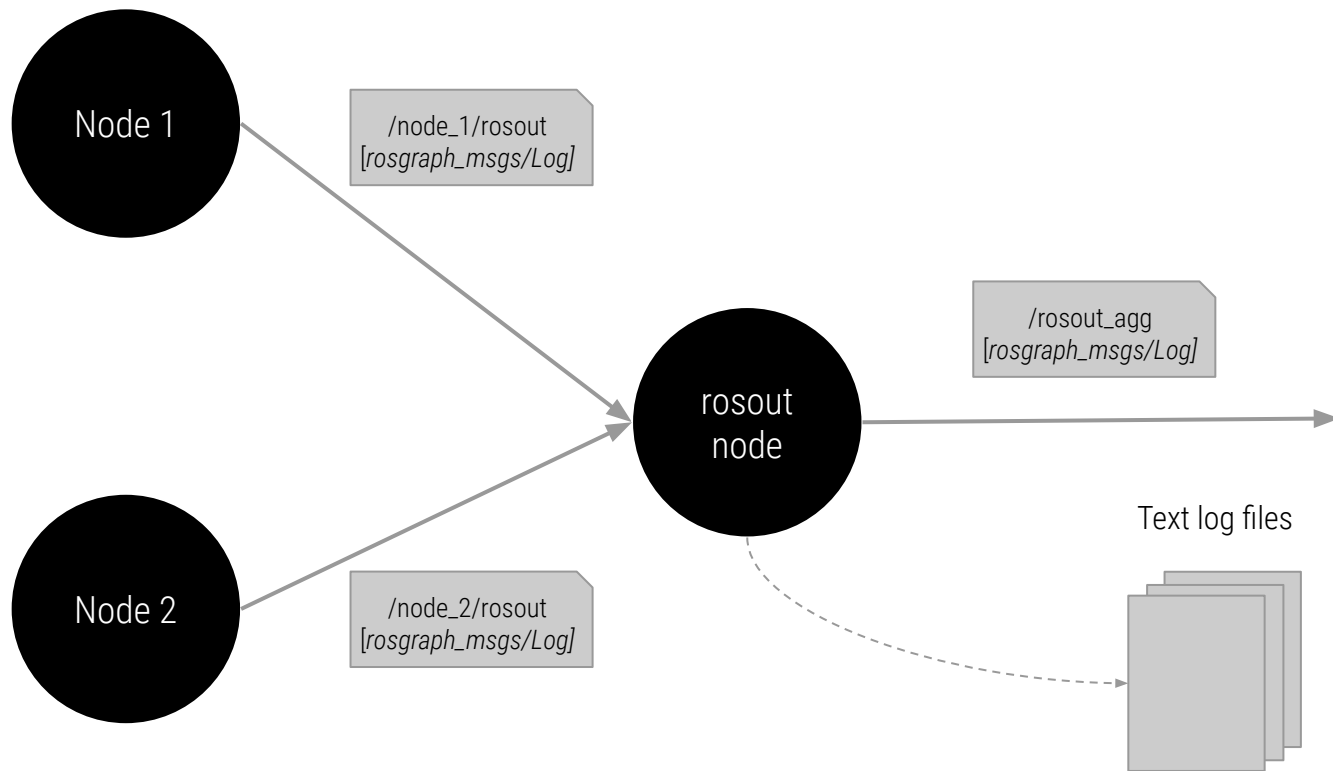 Node 1
/node_1/rosout
[rosgraph_msgs/Log]
/rosout_agg
[rosgraph_msgs/Log]
rosout
node
Text log files
Node 2
/node_2/rosout
[rosgraph_msgs/Log]